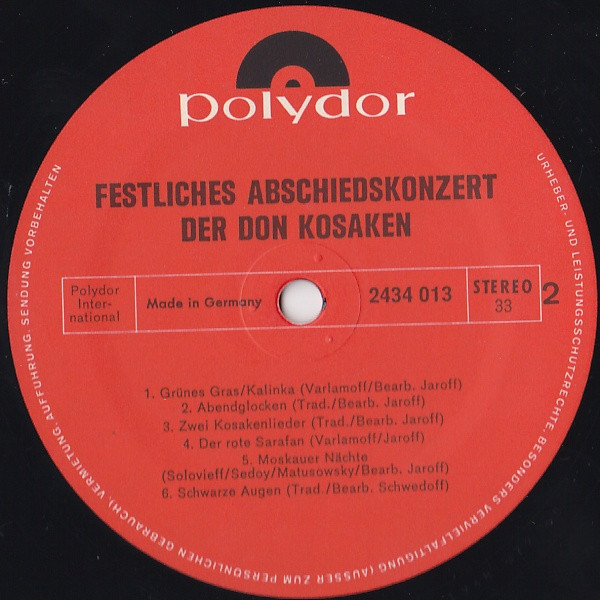 polydor
FESTLICHES ABSCHIEDSKONZERT
DER DON KOSAKEN
Polydor
Inter-
national
Made in Germany
2434 013
STEREO
33
2
1. Grünes Gras/Kalinka (Varlamoff/Bearb. Jaroff)
2. Abendglocken (Trad./Bearb. Jaroff)
3. Zwei Kosakenlieder (Trad./Bearb. Jaroff)
4. Der rote Sarafan (Varlamoff/Jaroff)
5. Moskauer Nächte
(Solovieff/Sedoy/Matusowsky/Bearb. Jaroff)
6. Schwarze Augen (Trad./Bearb. Schwedoff)
URHEBER- UND LEISTUNGSSCHUTZRECHTE, BESONDERS VERVIELFÄLTIGUNG (AUSSER ZUM PERSÖNLICHEN GEBRAUCH), VERMIETUNG, AUFFÜHRUNG, SENDUNG VORBEHALTEN